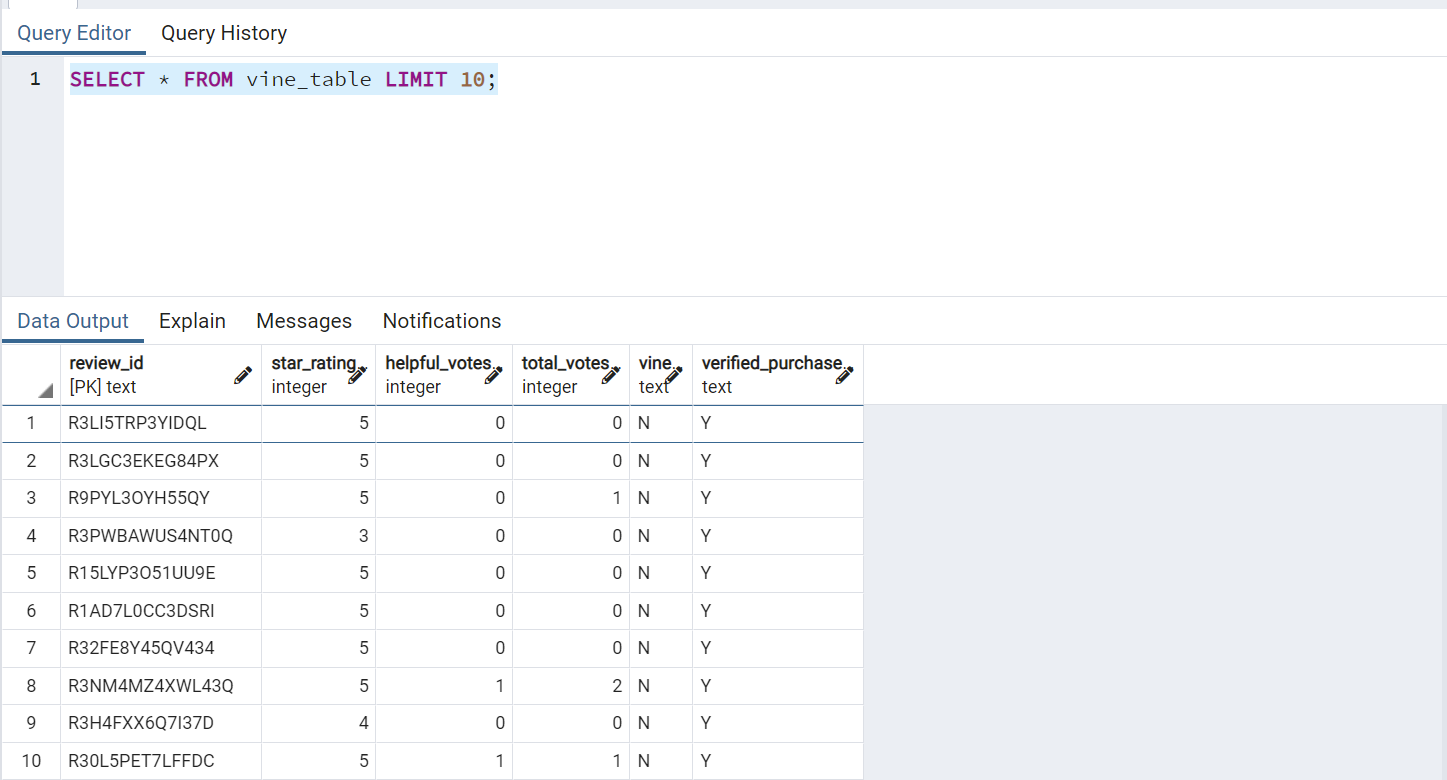 Query Editor Query History
1 SELECT * FROM vine_table LIMIT 10;
Data Output Explain Messages Notifications
review_id star_rating helpful_votes total_votes vine verified_purchase
[PK] text integer integer integer text text
1 R3LI5TRP3YIDQL 5 0 0 N Y
2 R3LGC3EKEG84PX 5 0 0 N Y
3 R9PYL3OYH55QY 5 0 1 N Y
4 R3PWBAWUS4NT0Q 3 0 0 N Y
5 R15LYP3O51UU9E 5 0 0 N Y
6 R1AD7L0CC3DSRI 5 0 0 N Y
7 R32FE8Y45QV434 5 0 0 N Y
8 R3NM4MZ4XWL43Q 5 1 2 N Y
9 R3H4FXX6Q7I37D 4 0 0 N Y
10 R30L5PET7LFFDC 5 1 1 N Y